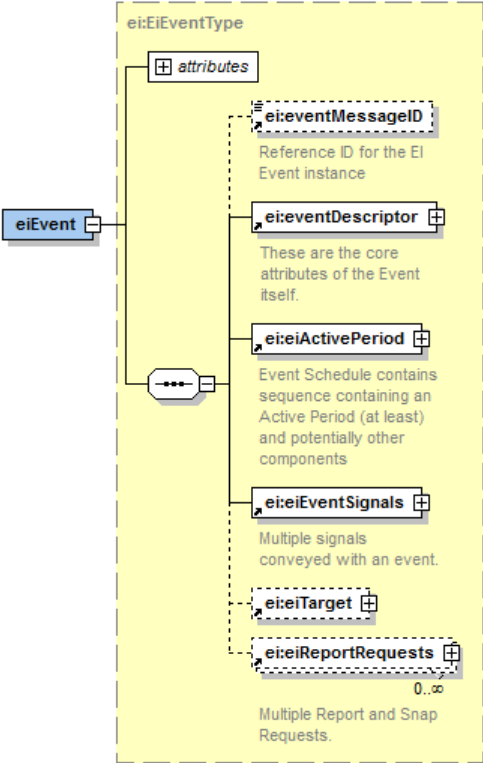 ei:EiEventType
attributes
ei:eventMessageID
Reference ID for the EI
Event instance
eiEvent
ei:eventDescriptor
These are the core
attributes of the Event
itself.
ei:eiActivePeriod
Event Schedule contains
sequence containing an
Active Period (at least)
and potentially other
components
ei:eiEventSignals
Multiple signals
conveyed with an event.
ei:eiTarget
ei:eiReportRequests
0..∞
Multiple Report and Snap
Requests.